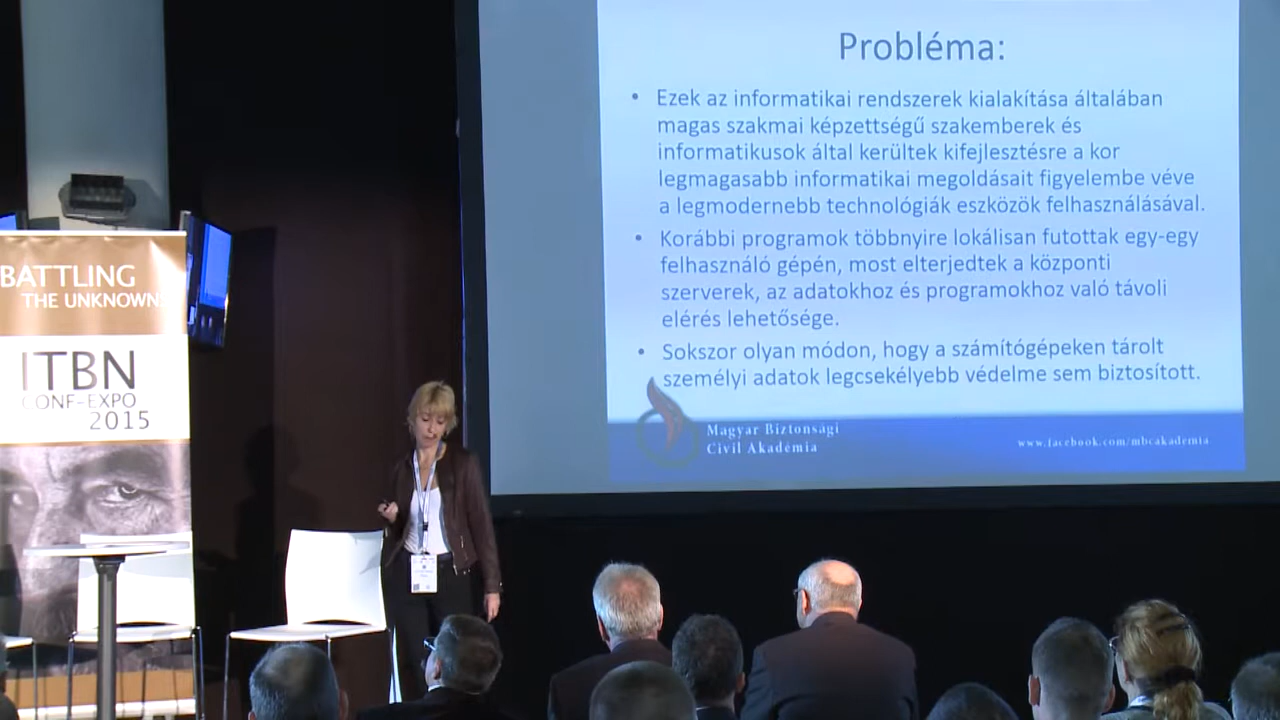 Probléma:
• Ezek az informatikai rendszerek kialakítása általában
magas szakmai képzettségű szakemberek és
informatikusok által kerültek kifejlesztésre a kor
legmagasabb informatikai megoldásait figyelembe véve
a legmodernebb technológiák eszközök felhasználásával.
• Korábbi programok többnyire lokálisan futottak egy-egy
felhasználó gépén, most elterjedtek a központi
szerverek, az adatokhoz és programokhoz való távoli
elérés lehetősége.
• Sokszor olyan módon, hogy a számítógépeken tárolt
személyi adatok legcsekélyebb védelme sem biztosított.
Magyar Biztonsági
Civil Akadémia
www.facebook.com/mbcakademia
BATTLING
THE UNKNOWN
ITBN
CONF-EXPO
2015